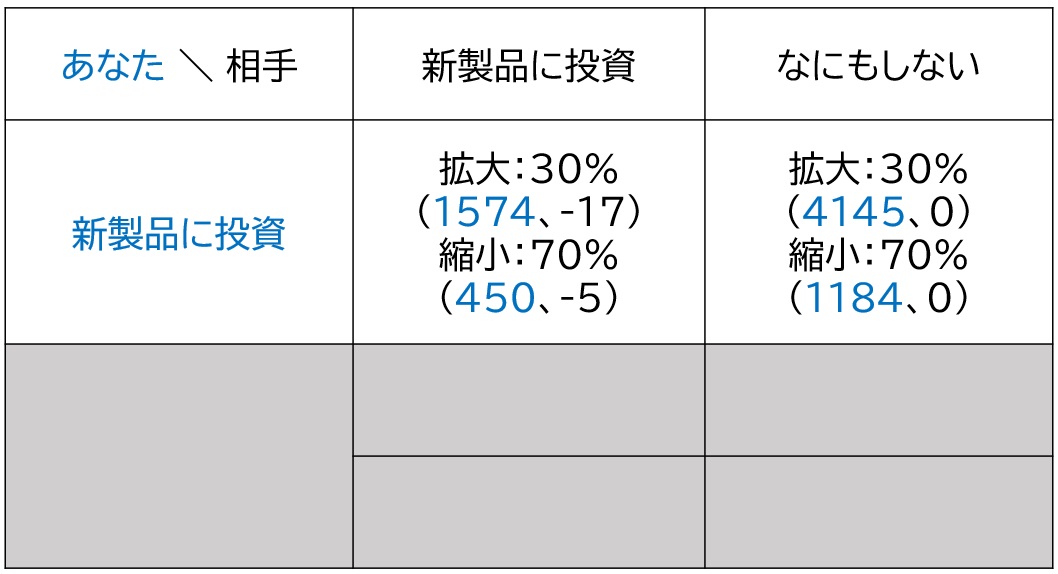 あなた ＼ 相手
新製品に投資
なにもしない
新製品に投資
拡大：30%
（1574、-17）
縮小：70%
（450、-5）
拡大：30%
（4145、0）
縮小：70%
（1184、0）